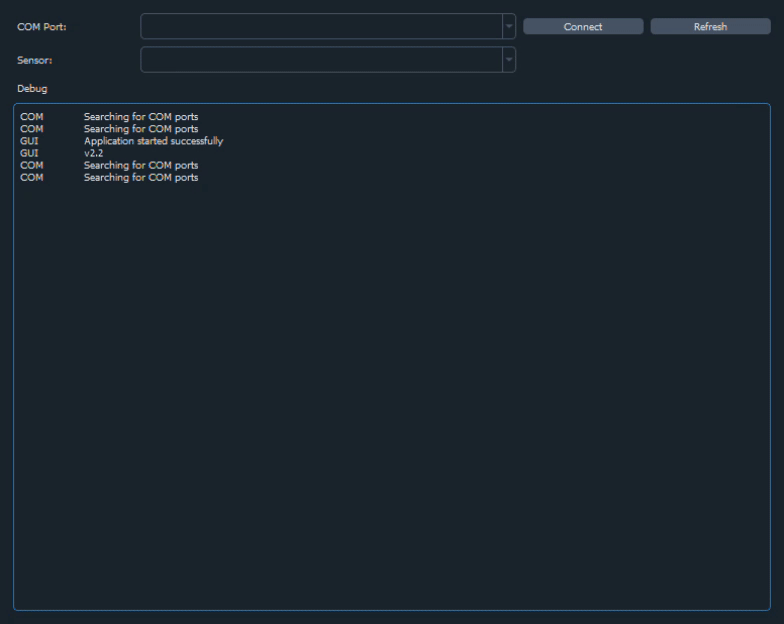 COM Port:
Connect
Refresh
Sensor:
Debug
COM Searching for COM ports
COM Searching for COM ports
GUI Application started successfully
GUI v2.2
COM Searching for COM ports
COM Searching for COM ports